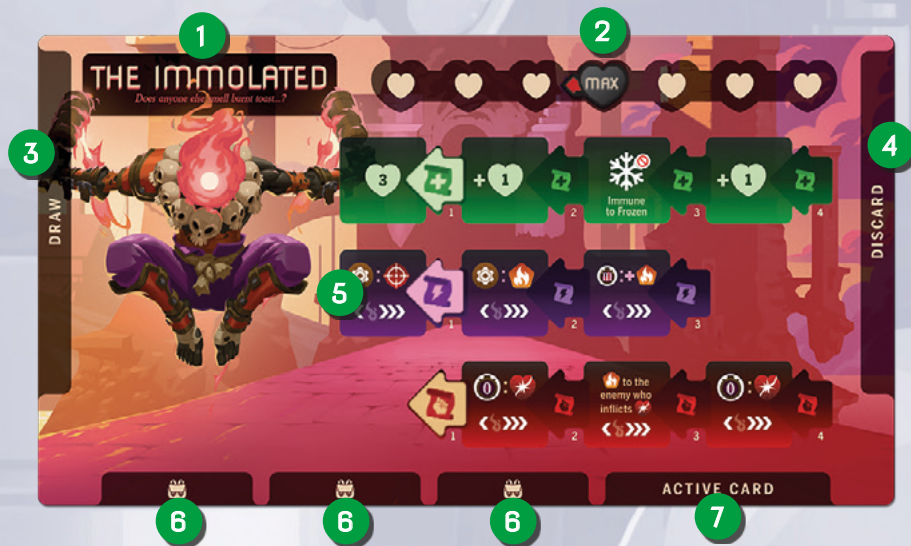 1
2
THE IMMOLATED
Does anyone else smell burnt toast...?
MAX
3
DRAW
4
DISCARD
3
+1
Immune
to Frozen
+1
1
2
3
4
5
:
:
:+
1
2
3
0:
to the
enemy who
inflicts
0:
1
2
3
4
6
6
6
ACTIVE CARD
7